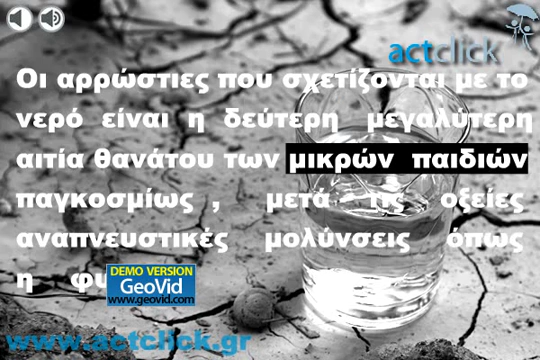 actclick
Οι αρρώστιες που σχετίζονται με το
νερό είναι η δεύτερη μεγαλύτερη
αιτία θανάτου των μικρών παιδιών
παγκοσμίως , μετά τις οξείες
αναπνευστικές μολύνσεις όπως
η
DEMO VERSION
GeoVid
www.geovid.com
www.actclick.gr